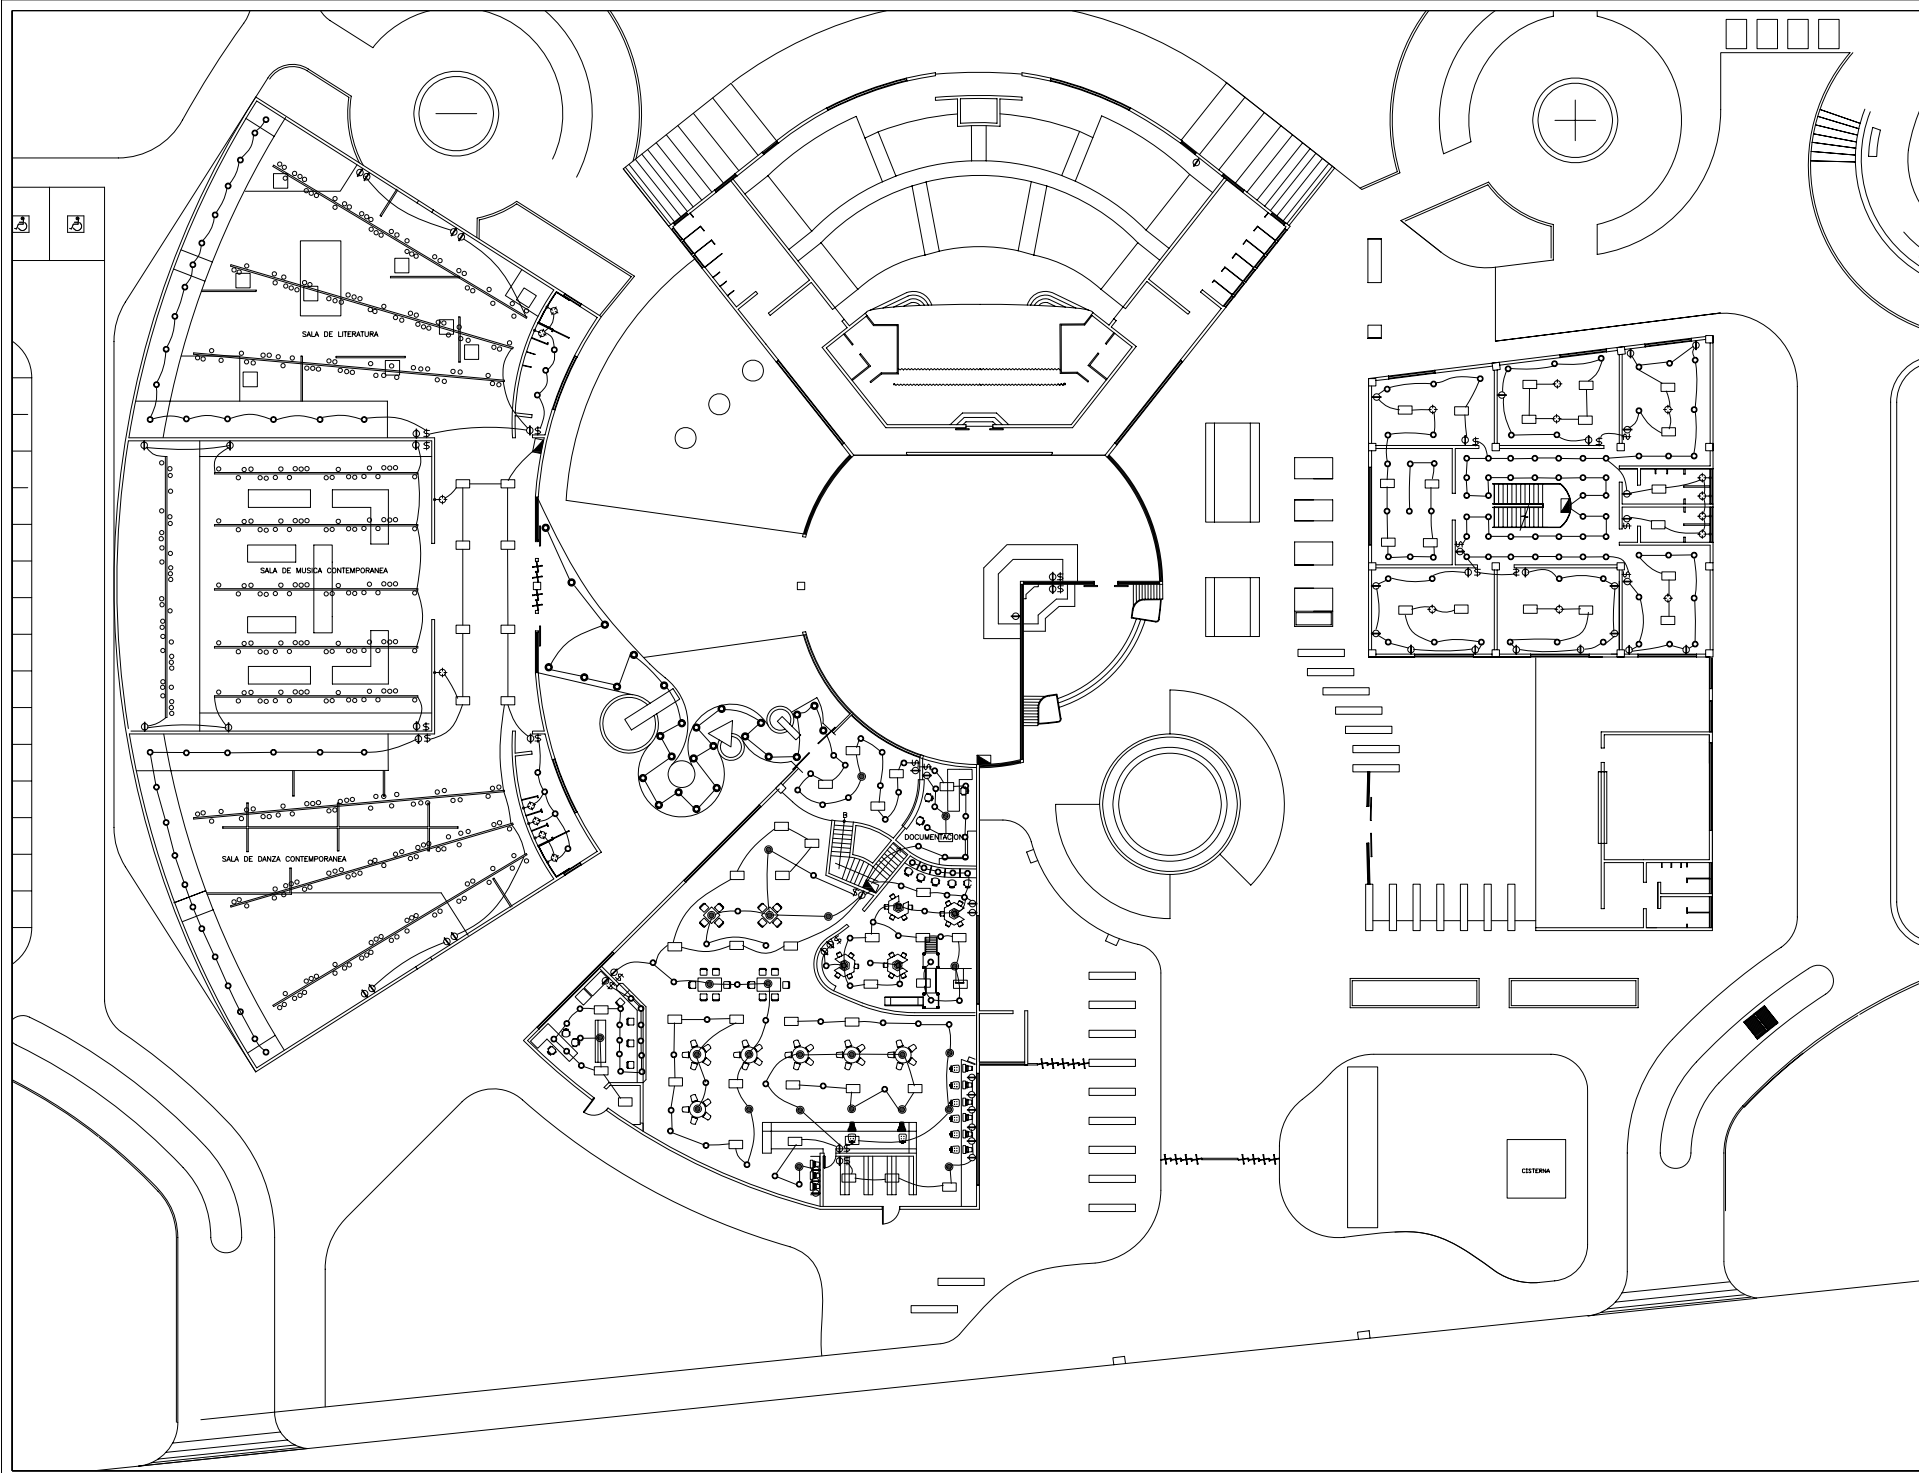 SALA DE LITERATURA
SALA DE MUSICA CONTEMPORANEA
DOCUMENTACION
SALA DE DANZA CONTEMPORANEA
CISTERNA